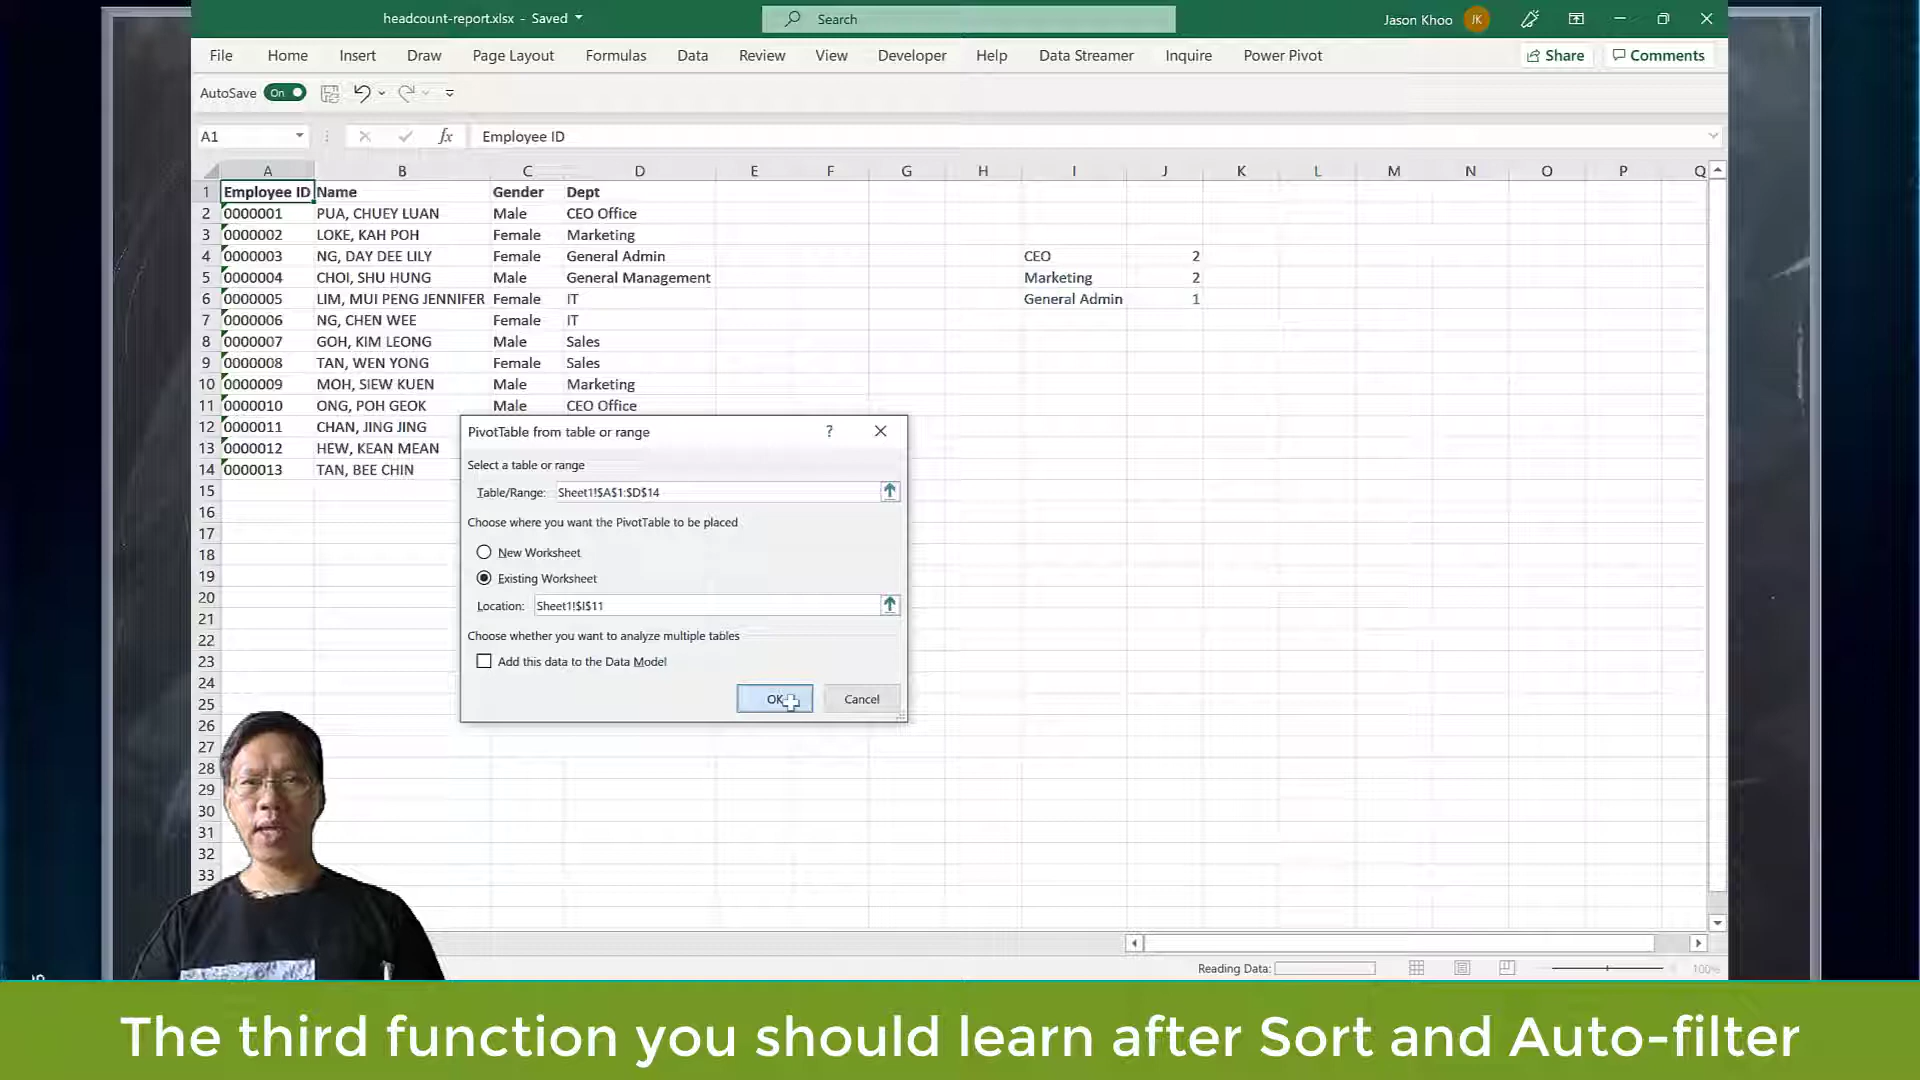 headcount-report.xlsx - Saved
Search
Jason Khoo JK
File Home Insert Draw Page Layout Formulas Data Review View Developer Help Data Streamer Inquire Power Pivot Share Comments
AutoSave On
A1 fx Employee ID
A B C D E F G H I J K L M N O P Q
1 Employee ID Name Gender Dept
2 0000001 PUA, CHUEY LUAN Male CEO Office
3 0000002 LOKE, KAH POH Female Marketing
4 0000003 NG, DAY DEE LILY Female General Admin CEO 2
5 0000004 CHOI, SHU HUNG Male General Management Marketing 2
6 0000005 LIM, MUI PENG JENNIFER Female IT General Admin 1
7 0000006 NG, CHEN WEE Female IT
8 0000007 GOH, KIM LEONG Male Sales
9 0000008 TAN, WEN YONG Female Sales
10 0000009 MOH, SIEW KUEN Male Marketing
11 0000010 ONG, POH GEOK Male CEO Office
12 0000011 CHAN, JING JING
13 0000012 HEW, KEAN MEAN
14 0000013 TAN, BEE CHIN
15
16
17
18
19
20
21
22
23
24
25
26
27
28
29
30
31
32
33
PivotTable from table or range ?
Select a table or range
Table/Range: Sheet1!$A$1:$D$14
Choose where you want the PivotTable to be placed
New Worksheet
Existing Worksheet
Location: Sheet1!$I$11
Choose whether you want to analyze multiple tables
Add this data to the Data Model
OK Cancel
Reading Data: 100%
The third function you should learn after Sort and Auto-filter